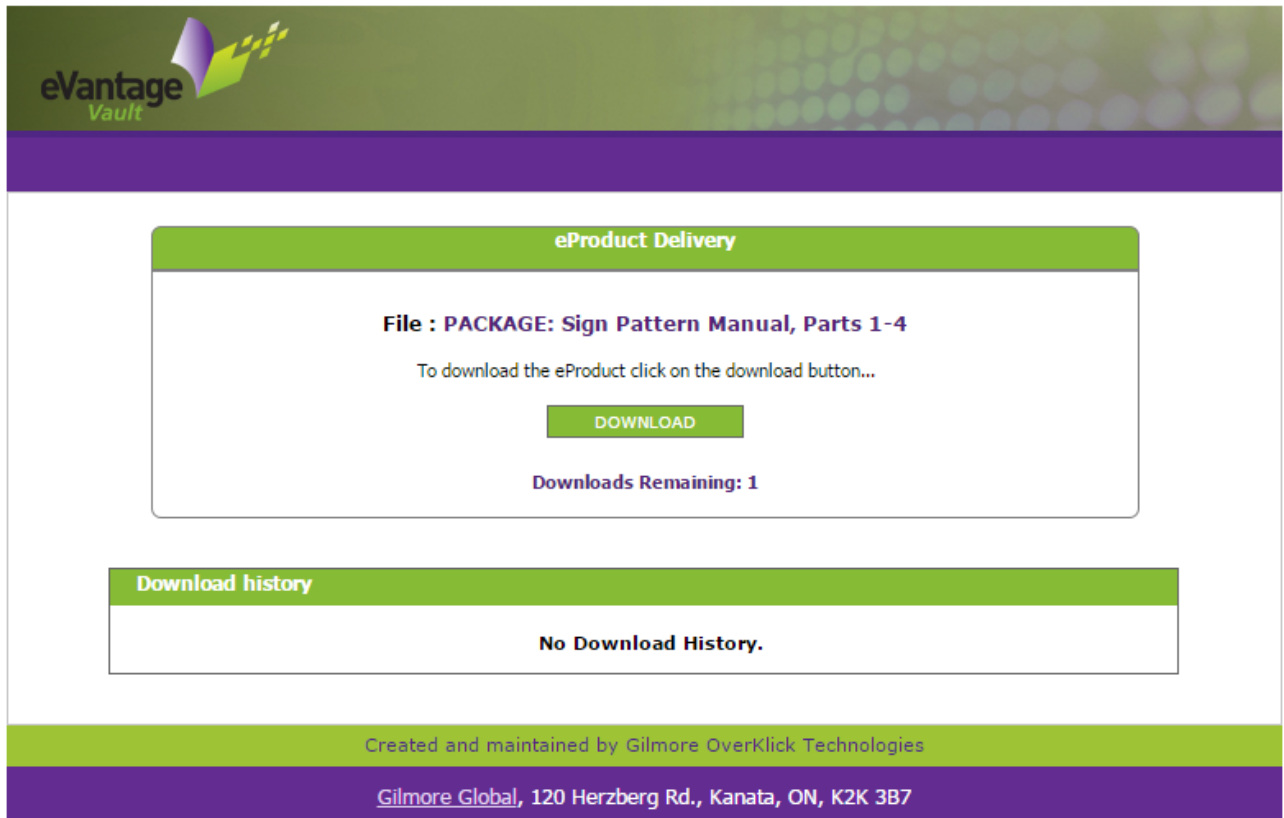 eVantage
Vault
eProduct Delivery
File : PACKAGE: Sign Pattern Manual, Parts 1-4
To download the eProduct click on the download button...
DOWNLOAD
Downloads Remaining: 1
Download history
No Download History.
Created and maintained by Gilmore OverKlick Technologies
Gilmore Global, 120 Herzberg Rd., Kanata, ON, K2K 3B7